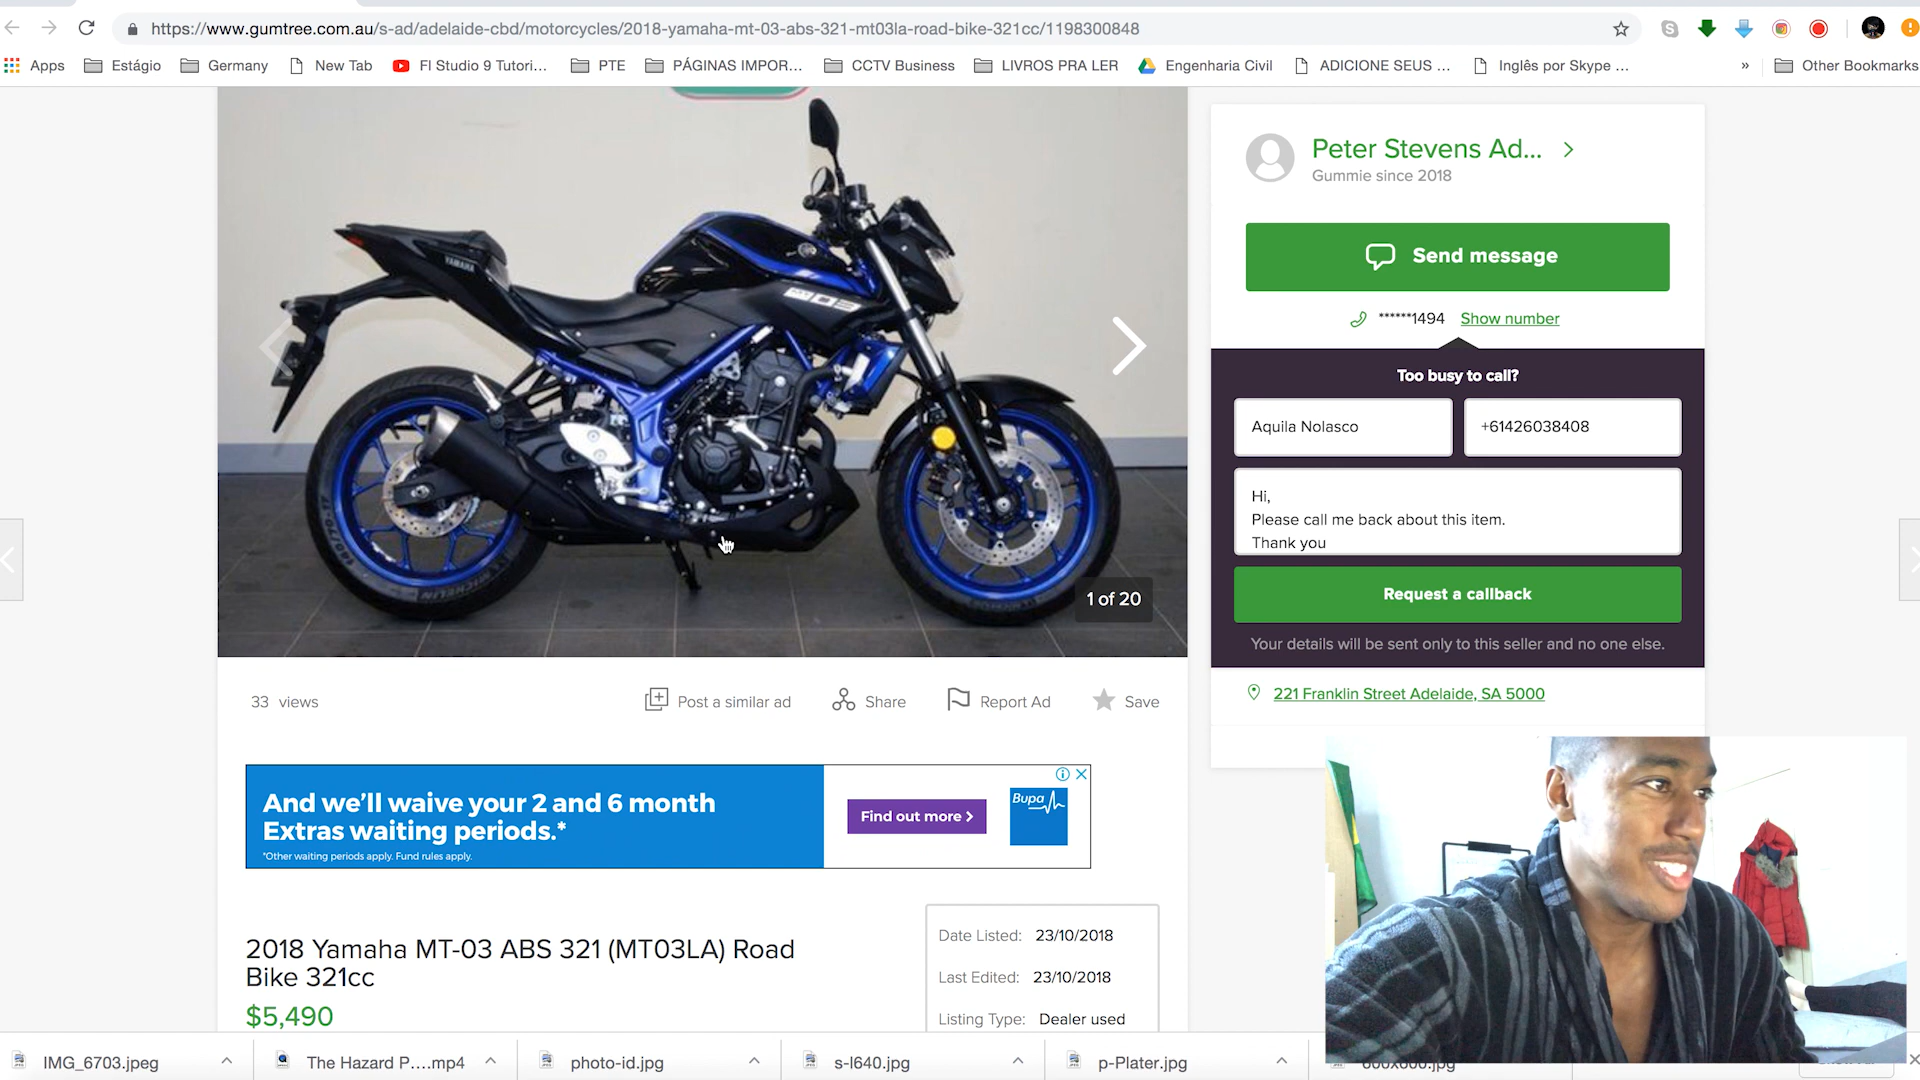 https://www.gumtree.com.au/s-ad/adelaide-cbd/motorcycles/2018-yamaha-mt-03-abs-321-mt03la-road-bike-321cc/1198300848
Apps Estágio Germany New Tab Fl Studio 9 Tutori... PTE PÁGINAS IMPOR... CCTV Business LIVROS PRA LER Engenharia Civil ADICIONE SEUS ... Inglês por Skype ... » Other Bookmarks
YAMAHA
MICHELIN
1 of 20
Peter Stevens Ad...
Gummie since 2018
Send message
******1494 Show number
Too busy to call?
Aquila Nolasco +61426038408
Hi,
Please call me back about this item.
Thank you
Request a callback
Your details will be sent only to this seller and no one else.
221 Franklin Street Adelaide, SA 5000
33 views Post a similar ad Share Report Ad Save
And we'll waive your 2 and 6 month
Extras waiting periods.*
*Other waiting periods apply. Fund rules apply.
Find out more
Bupa
2018 Yamaha MT-03 ABS 321 (MT03LA) Road
Bike 321cc
$5,490
Date Listed: 23/10/2018
Last Edited: 23/10/2018
Listing Type: Dealer used
IMG_6703.jpeg The Hazard P....mp4 photo-id.jpg s-l640.jpg p-Plater.jpg 600x600.jpg